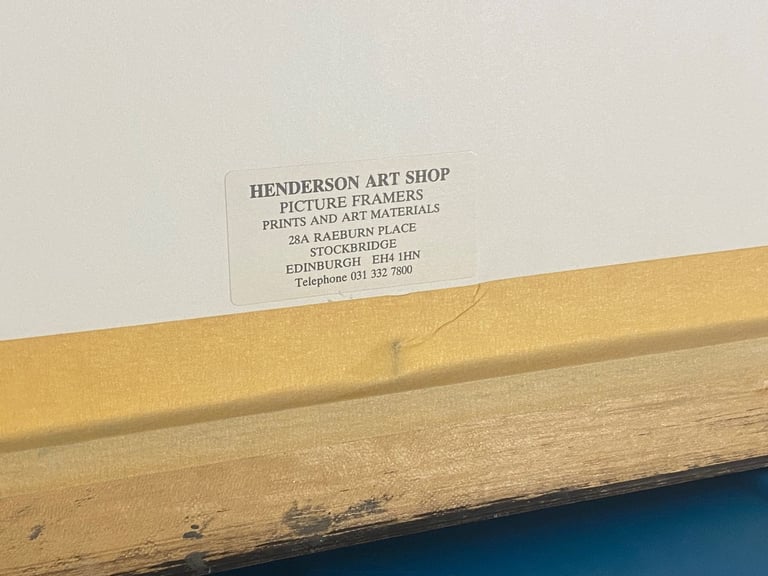 HENDERSON ART SHOP
PICTURE FRAMERS
PRINTS AND ART MATERIALS
28A RAEBURN PLACE
STOCKBRIDGE
EDINBURGH EH4 1HN
Telephone 031 332 7800